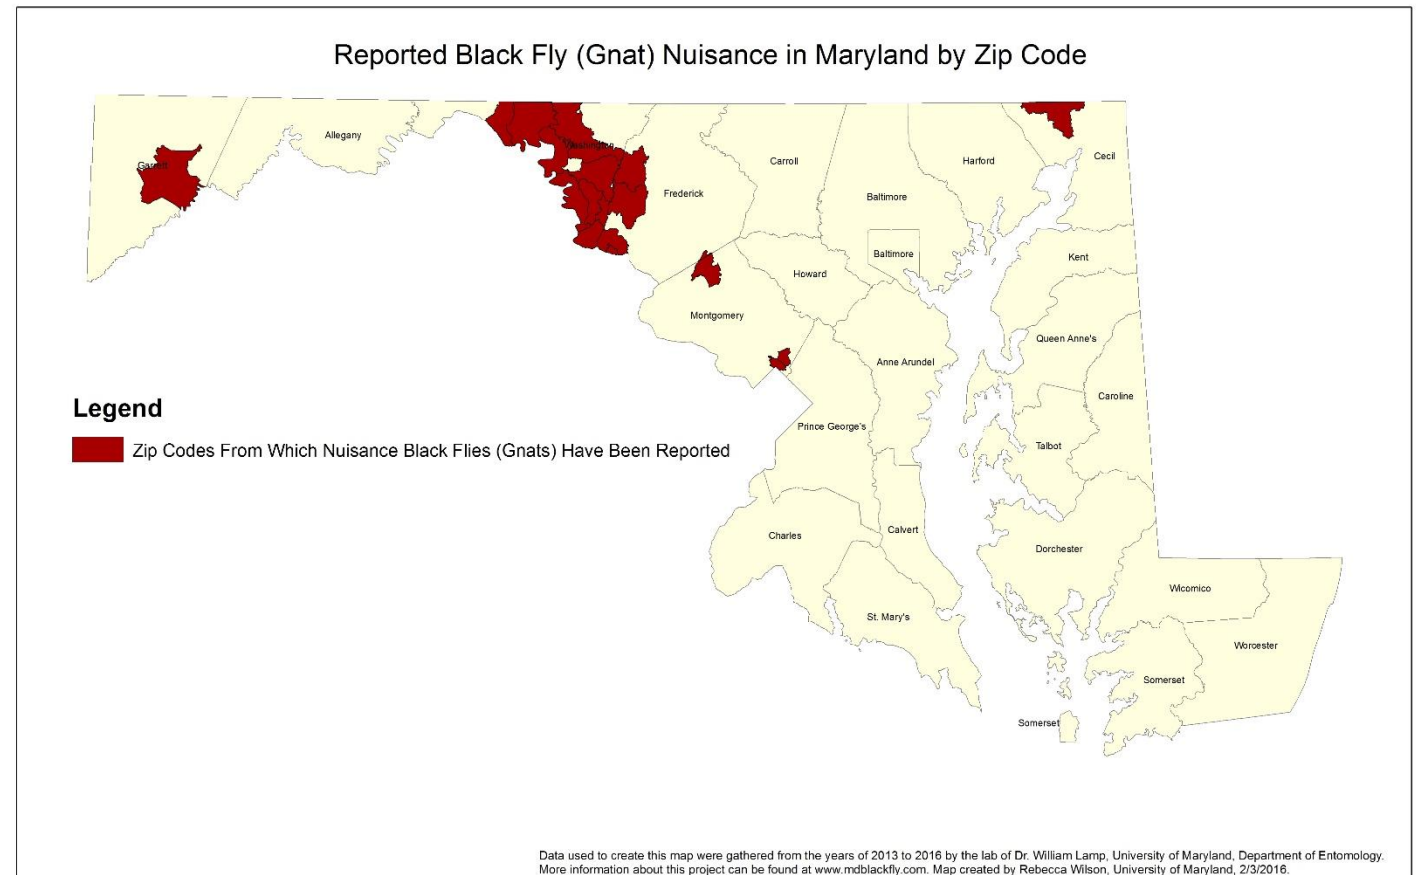 Reported Black Fly (Gnat) Nuisance in Maryland by Zip Code
Allegany
Garrett
Washington
Frederick
Carroll
Baltimore
Harford
Cecil
Baltimore
Howard
Kent
Montgomery
Anne Arundel
Queen Anne's
Caroline
Prince George's
Talbot
Legend
Zip Codes From Which Nuisance Black Flies (Gnats) Have Been Reported
Charles
Calvert
Dorchester
Wicomico
St. Mary's
Worcester
Somerset
Somerset
Data used to create this map were gathered from the years of 2013 to 2016 by the lab of Dr. William Lamp, University of Maryland, Department of Entomology.
More information about this project can be found at www.mdblackfly.com. Map created by Rebecca Wilson, University of Maryland, 2/3/2016.